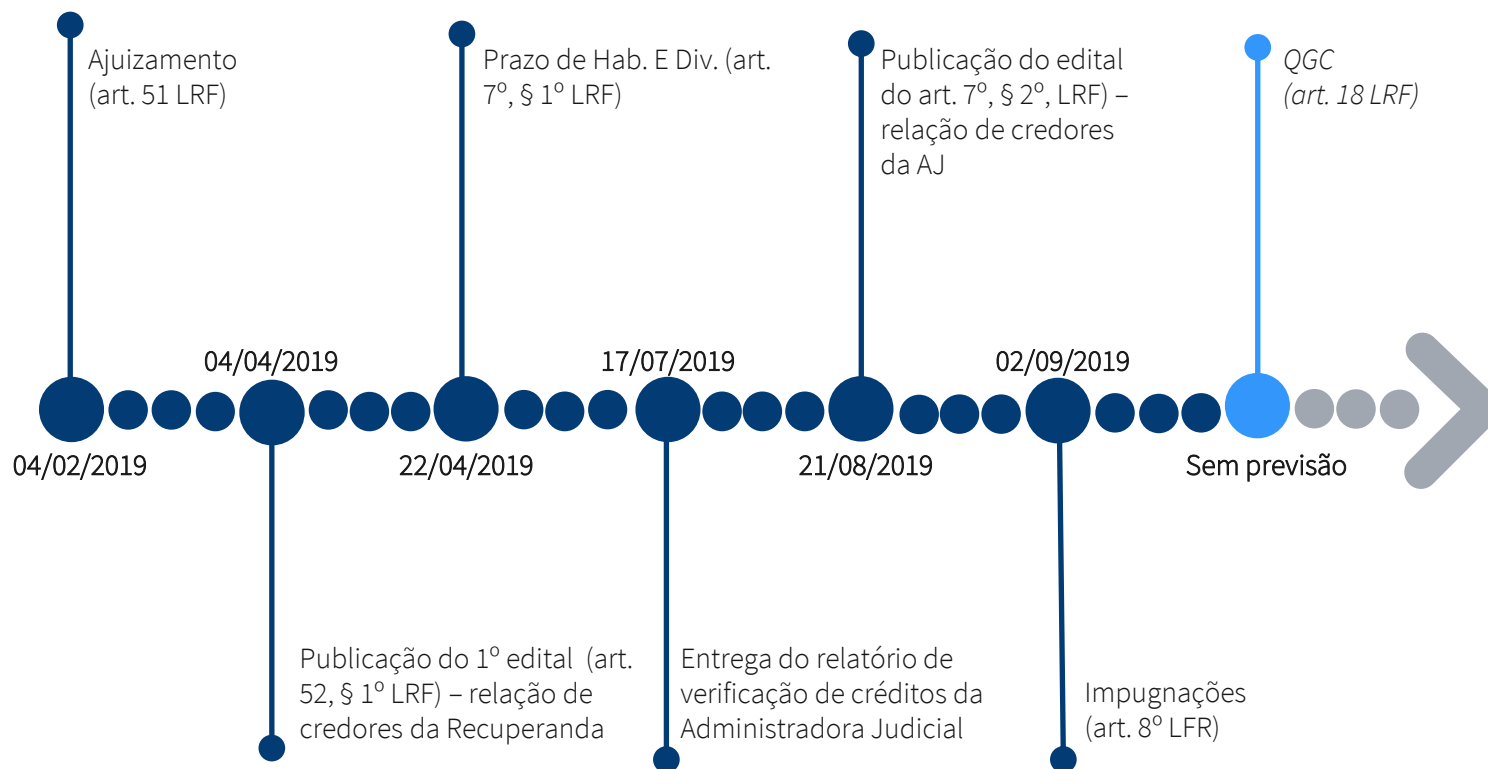 Ajuizamento
(art. 51 LRF)
Prazo de Hab. E Div. (art.
7º, § 1º LRF)
Publicação do edital
do art. 7º, § 2º, LRF) –
relação de credores
da AJ
QGC
(art. 18 LRF)
04/04/2019
17/07/2019
02/09/2019
04/02/2019
22/04/2019
21/08/2019
Sem previsão
Publicação do 1º edital (art.
52, § 1º LRF) – relação de
credores da Recuperanda
Entrega do relatório de
verificação de créditos da
Administradora Judicial
Impugnações
(art. 8º LFR)